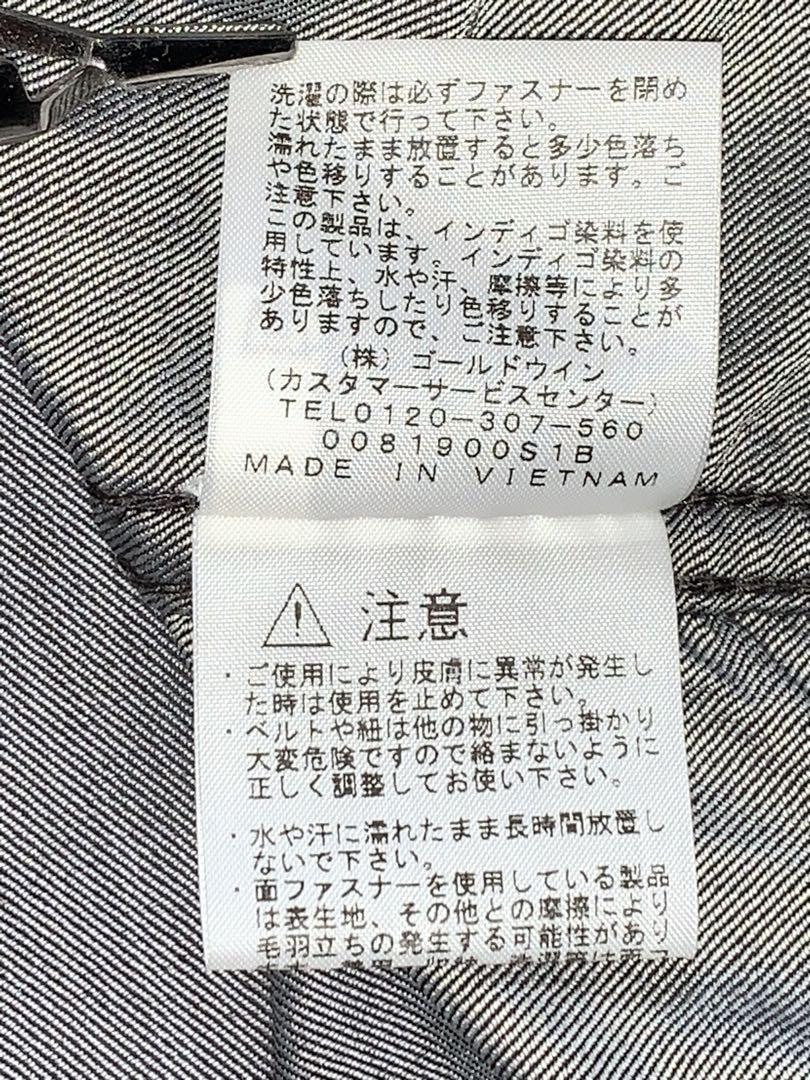 洗濯の際は必ずファスナーを閉め
た状態で行って下さい。
濡れたまま放置すると多少色落ち
や色移りすることがあります。ご
注意下さい。
この製品は、インディゴ染料を使
用しています。インディゴ染料の
特性上、水や汗、摩擦等により多
少色落ちしたり色移りすることが
ありますので、ご注意下さい。
(株) ゴールドウイン
(カスタマーサービスセンター)
TEL0120-307-560
0081900S1B
MADE IN VIETNAM
注意
・ご使用により皮膚に異常が発生し
た時は使用を止めて下さい。
・ベルトや紐は他の物に引っ掛かり
大変危険ですので絡まないように
正しく調整してお使い下さい。
・水や汗に濡れたまま長時間放置し
ないで下さい。
・面ファスナーを使用している製品
は表生地、その他との摩擦により
毛羽立ちの発生する可能性があり